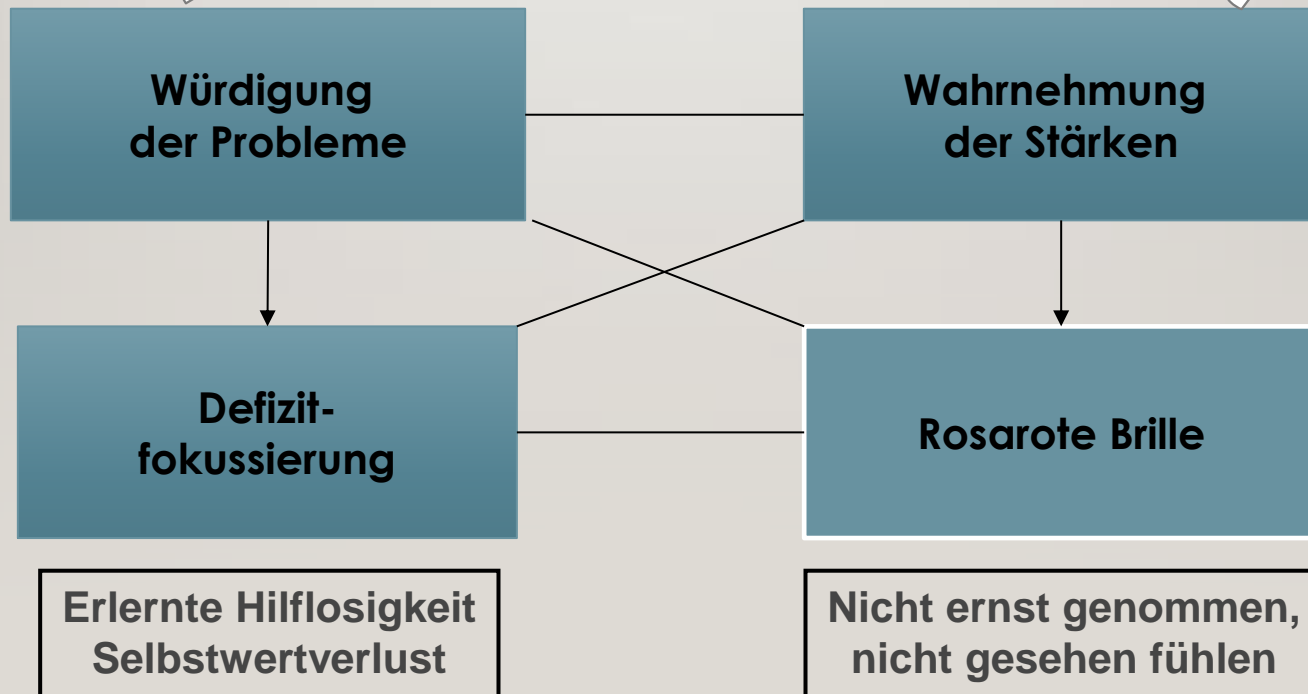 Würdigung
der Probleme
Wahrnehmung
der Stärken
Defizit-
fokussierung
Rosarote Brille
Erlernte Hilflosigkeit
Selbstwertverlust
Nicht ernst genommen,
nicht gesehen fühlen